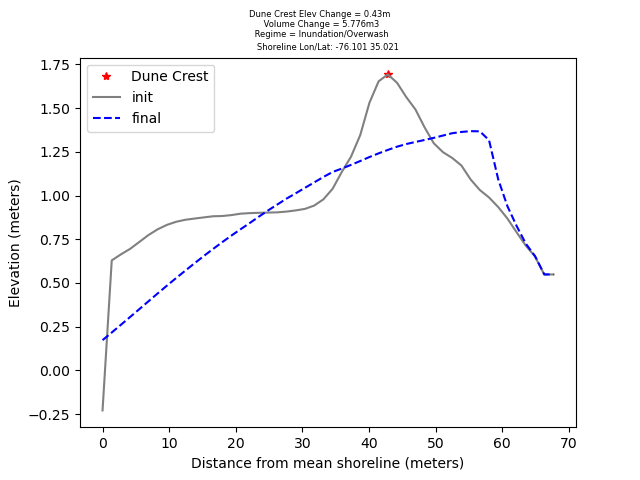 Dune Crest Elev Change = 0.43m
Volume Change = 5.776m3
Regime = Inundation/Overwash
Shoreline Lon/Lat: -76.101 35.021
Dune Crest
init
final
1.75
1.50
1.25
1.00
0.75
0.50
0.25
0.00
−0.25
Elevation (meters)
0 10 20 30 40 50 60 70
Distance from mean shoreline (meters)